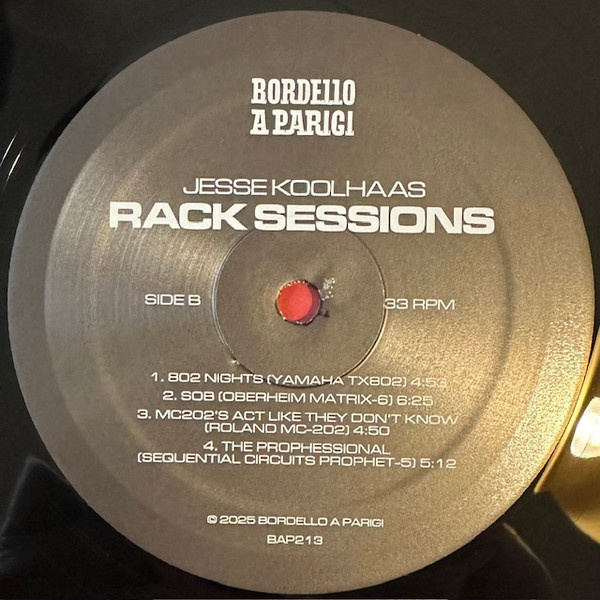 BORDELLO
A PARIGI
JESSE KOOLHAAS
RACK SESSIONS
SIDE B
33 RPM
1. 802 NIGHTS (YAMAHA TX802) 4:53
2. SOB (OBERHEIM MATRIX-6) 6:25
3. MC202'S ACT LIKE THEY DON'T KNOW
(ROLAND MC-202) 4:50
4. THE PROPHESSIONAL
(SEQUENTIAL CIRCUITS PROPHET-5) 5:12
© 2025 BORDELLO A PARIGI
BAP213